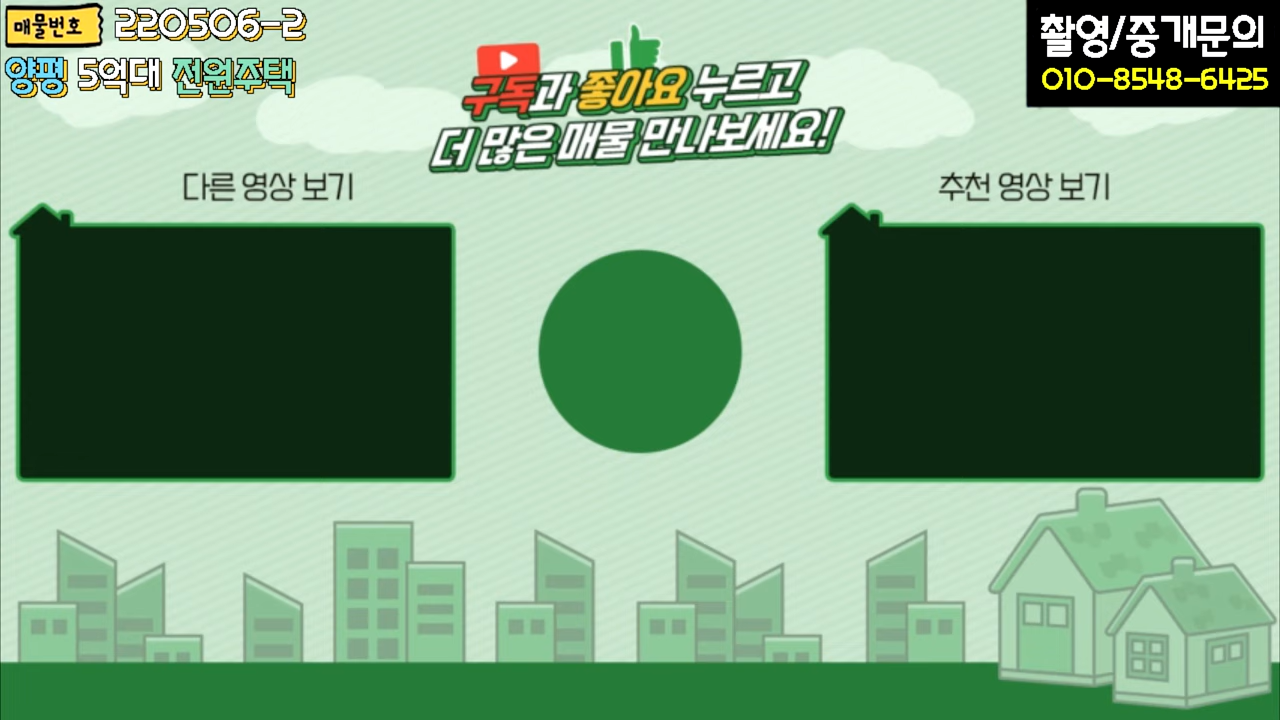 매물번호 220506-2
양평 5억대 전원주택
촬영/중개문의
010-8548-6425
구독과 좋아요 누르고
더 많은 매물 만나보세요!
다른 영상 보기
추천 영상 보기